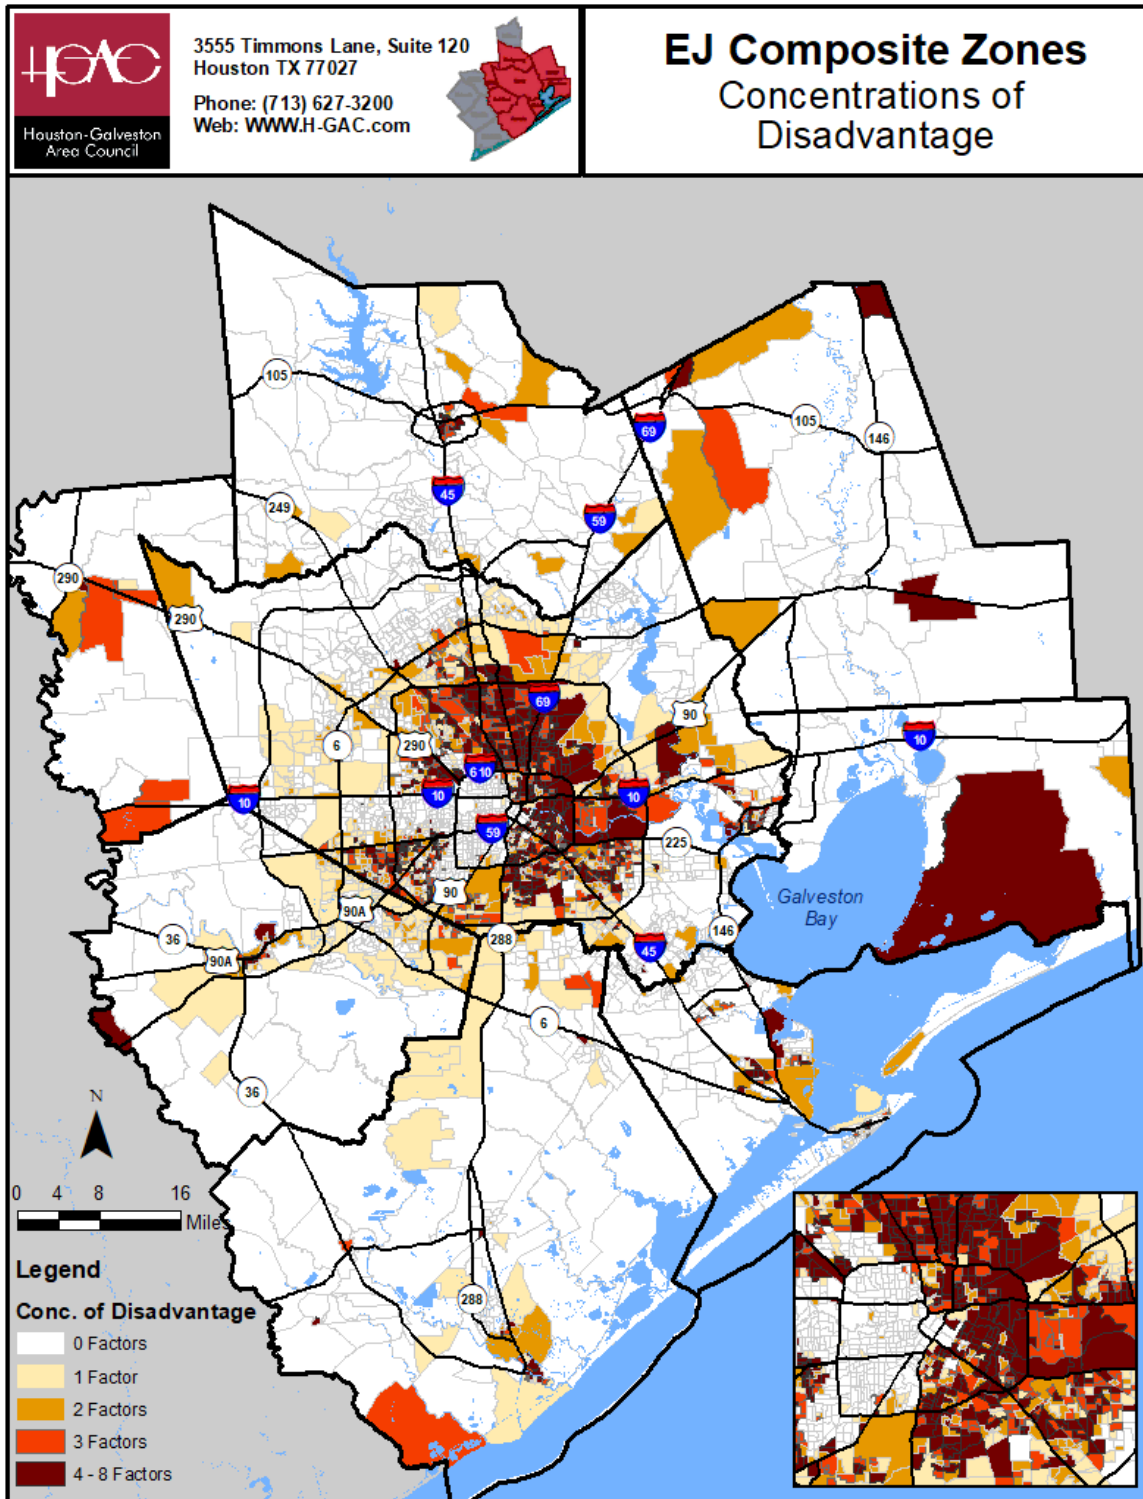 HGAC
Houston-Galveston
Area Council
3555 Timmons Lane, Suite 120
Houston TX 77027
Phone: (713) 627-3200
Web: WWW.H-GAC.com
EJ Composite Zones
Concentrations of
Disadvantage
105
69
105
146
45
249
59
290
290
69
90
6
290
10
610
10
10
10
59
225
90
Galveston
Bay
90A
36
288
146
90A
45
6
36
N
0 4 8 16
Miles
288
Legend
Conc. of Disadvantage
0 Factors
1 Factor
2 Factors
3 Factors
4 - 8 Factors